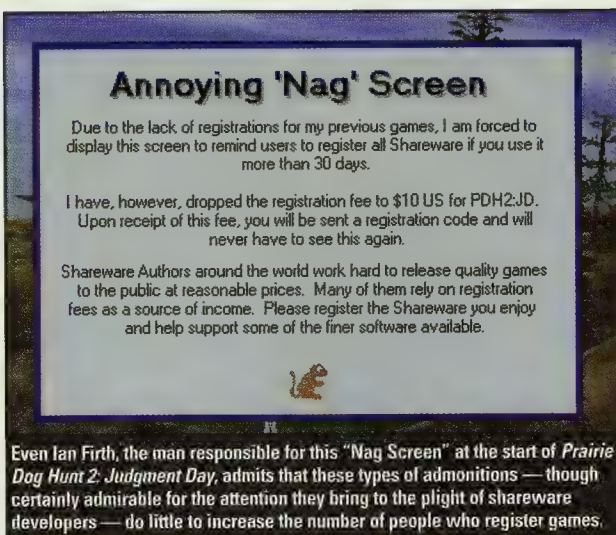 Annoying 'Nag' Screen
Due to the lack of registrations for my previous games, I am forced to
display this screen to remind users to register all Shareware if you use it
more than 30 days.
I have, however, dropped the registration fee to $10 US for PDH2:JD.
Upon receipt of this fee, you will be sent a registration code and will
never have to see this again.
Shareware Authors around the world work hard to release quality games
to the public at reasonable prices. Many of them rely on registration
fees as a source of income. Please register the Shareware you enjoy
and help support some of the finer software available.
Even Ian Firth, the man responsible for this "Nag Screen" at the start of Prairie
Dog Hunt 2: Judgment Day, admits that these types of admonitions — though
certainly admirable for the attention they bring to the plight of shareware
developers — do little to increase the number of people who register games.